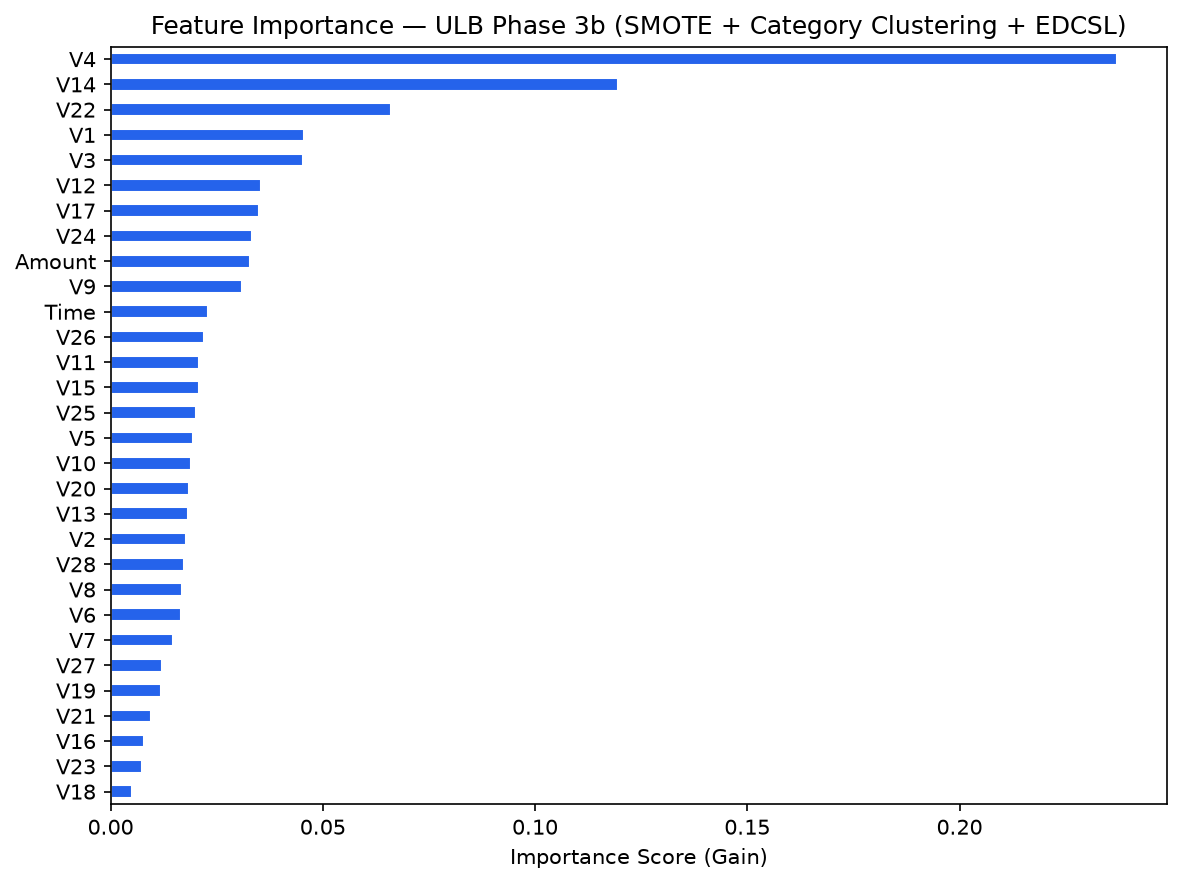 Feature Importance — ULB Phase 3b (SMOTE + Category Clustering + EDCSL)
V4
V14
V22
V1
V3
V12
V17
V24
Amount
V9
Time
V26
V11
V15
V25
V5
V10
V20
V13
V2
V28
V8
V6
V7
V27
V19
V21
V16
V23
V18
0.00 0.05 0.10 0.15 0.20
Importance Score (Gain)